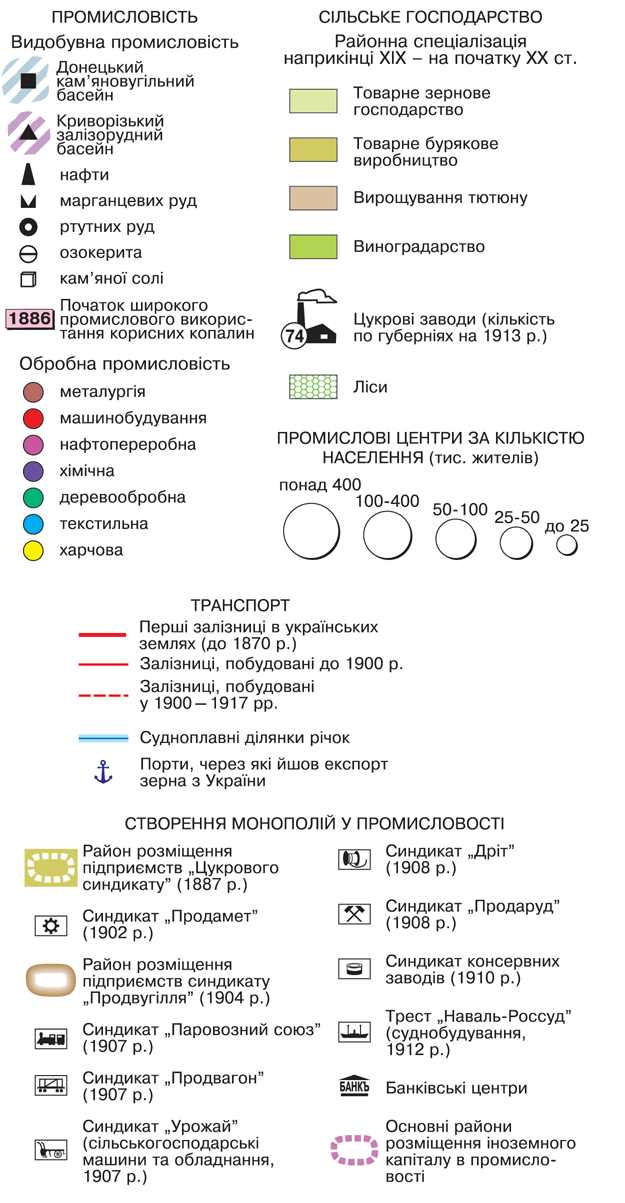 ПРОМИСЛОВІСТЬ
Видобувна промисловість
Донецький
кам’яновугільний
басейн
Криворізький
залізорудний
басейн
нафти
марганцевих руд
ртутних руд
озокерита
кам’яної солі
1886
Початок широкого
промислового викорис-
тання корисних копалин
Обробна промисловість
металургія
машинобудування
нафтопереробна
хімічна
деревообробна
текстильна
харчова
СІЛЬСЬКЕ ГОСПОДАРСТВО
Районна спеціалізація
наприкінці XIX – на початку XX ст.
Товарне зернове
господарство
Товарне бурякове
виробництво
Вирощування тютюну
Виноградарство
74
Цукрові заводи (кількість
по губерніях на 1913 р.)
Ліси
ПРОМИСЛОВІ ЦЕНТРИ ЗА КІЛЬКІСТЮ
НАСЕЛЕННЯ (тис. жителів)
понад 400
100-400
50-100
25-50
до 25
ТРАНСПОРТ
Перші залізниці в українських
землях (до 1870 р.)
Залізниці, побудовані до 1900 р.
Залізниці, побудовані
у 1900 – 1917 рр.
Судноплавні ділянки річок
Порти, через які йшов експорт
зерна з України
СТВОРЕННЯ МОНОПОЛІЙ У ПРОМИСЛОВОСТІ
Район розміщення
підприємств „Цукрового
синдикату” (1887 р.)
Синдикат „Продамет”
(1902 р.)
Район розміщення
підприємств синдикату
„Продвугілля” (1904 р.)
Синдикат „Паровозний союз”
(1907 р.)
Синдикат „Продвагон”
(1907 р.)
Синдикат „Урожай”
(сільськогосподарські
машини та обладнання,
1907 р.)
Синдикат „Дріт”
(1908 р.)
Синдикат „Продаруд”
(1908 р.)
Синдикат консервних
заводів (1910 р.)
Трест „Наваль-Россуд”
(суднобудування,
1912 р.)
БАНКЪ
Банківські центри
Основні райони
розміщення іноземного
капіталу в промисло-
вості